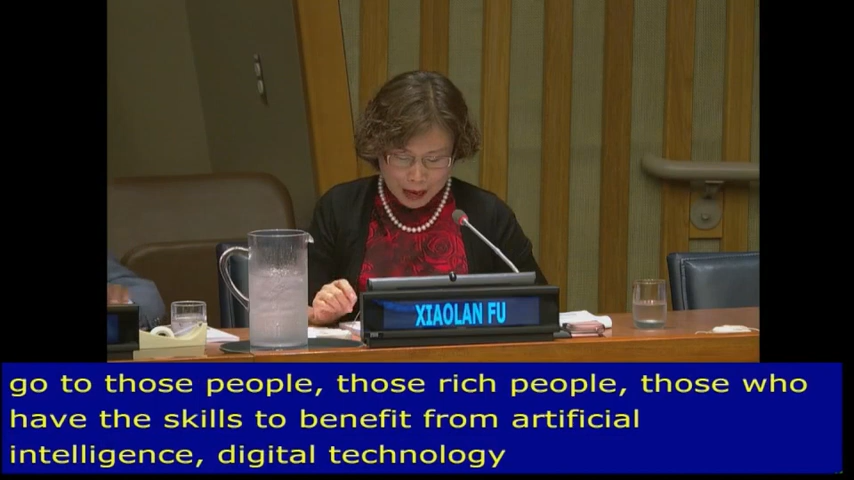 XIAOLAN FU
go to those people, those rich people, those who
have the skills to benefit from artificial
intelligence, digital technology